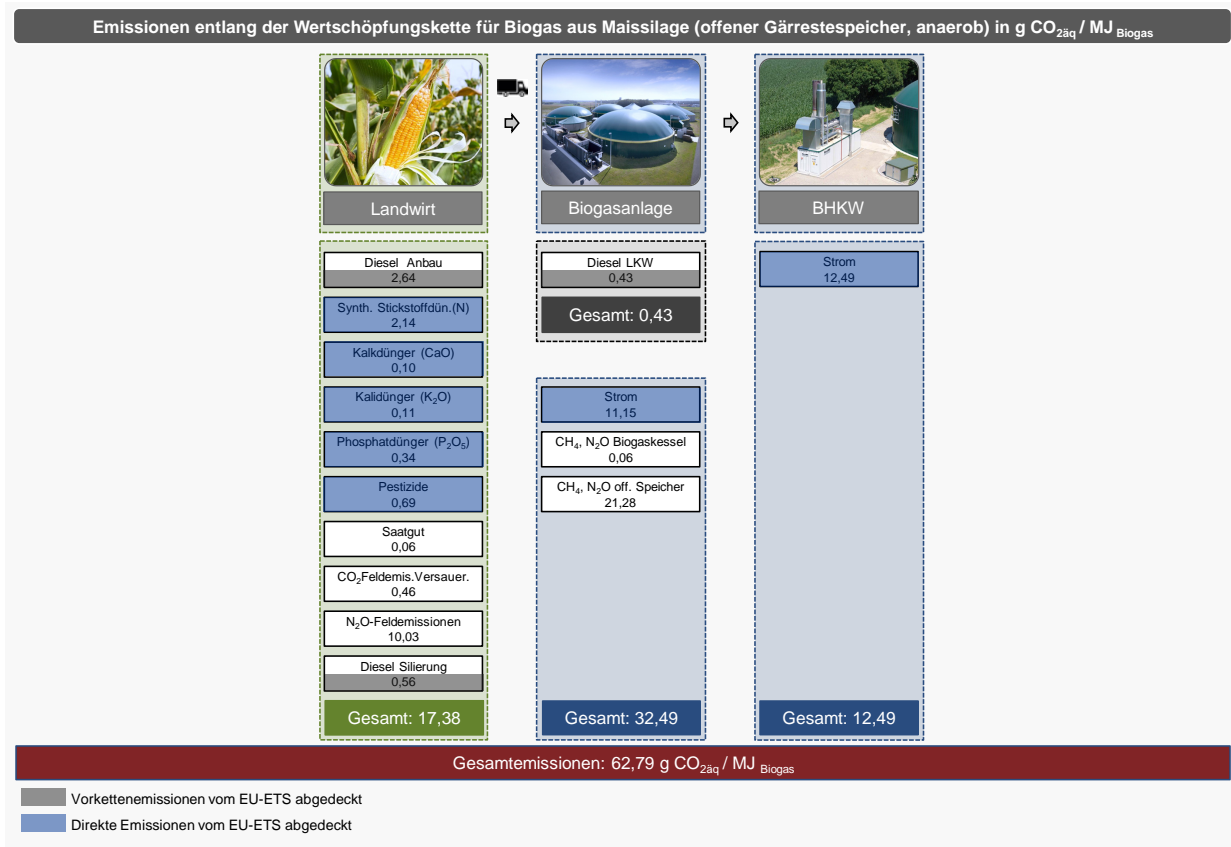 Emissionen entlang der Wertschöpfungskette für Biogas aus Maissilage (offener Gärrestespeicher, anaerob) in g CO2äq / MJ Biogas
Landwirt
Biogasanlage
BHKW
Diesel Anbau
2,64
Synth. Stickstoffdün.(N)
2,14
Kalkdünger (CaO)
0,10
Kalidünger (K2O)
0,11
Phosphatdünger (P2O5)
0,34
Pestizide
0,69
Saatgut
0,06
CO2Feldemis.Versauer.
0,46
N2O-Feldemissionen
10,03
Diesel Silierung
0,56
Gesamt: 17,38
Diesel LKW
0,43
Gesamt: 0,43
Strom
11,15
CH4, N2O Biogaskessel
0,06
CH4, N2O off. Speicher
21,28
Gesamt: 32,49
Strom
12,49
Gesamt: 12,49
Gesamtemissionen: 62,79 g CO2äq / MJ Biogas
Vorkettenemissionen vom EU-ETS abgedeckt
Direkte Emissionen vom EU-ETS abgedeckt